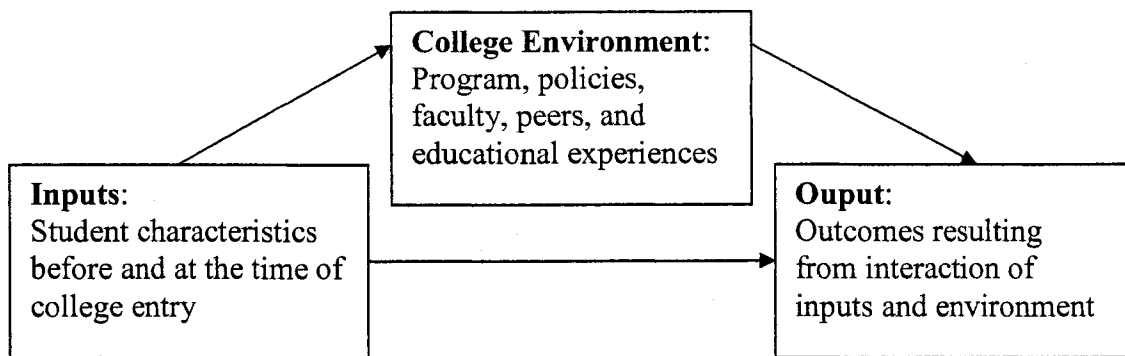 College Environment:
Program, policies,
faculty, peers, and
educational experiences
Inputs:
Student characteristics
before and at the time of
college entry
Ouput:
Outcomes resulting
from interaction of
inputs and environment